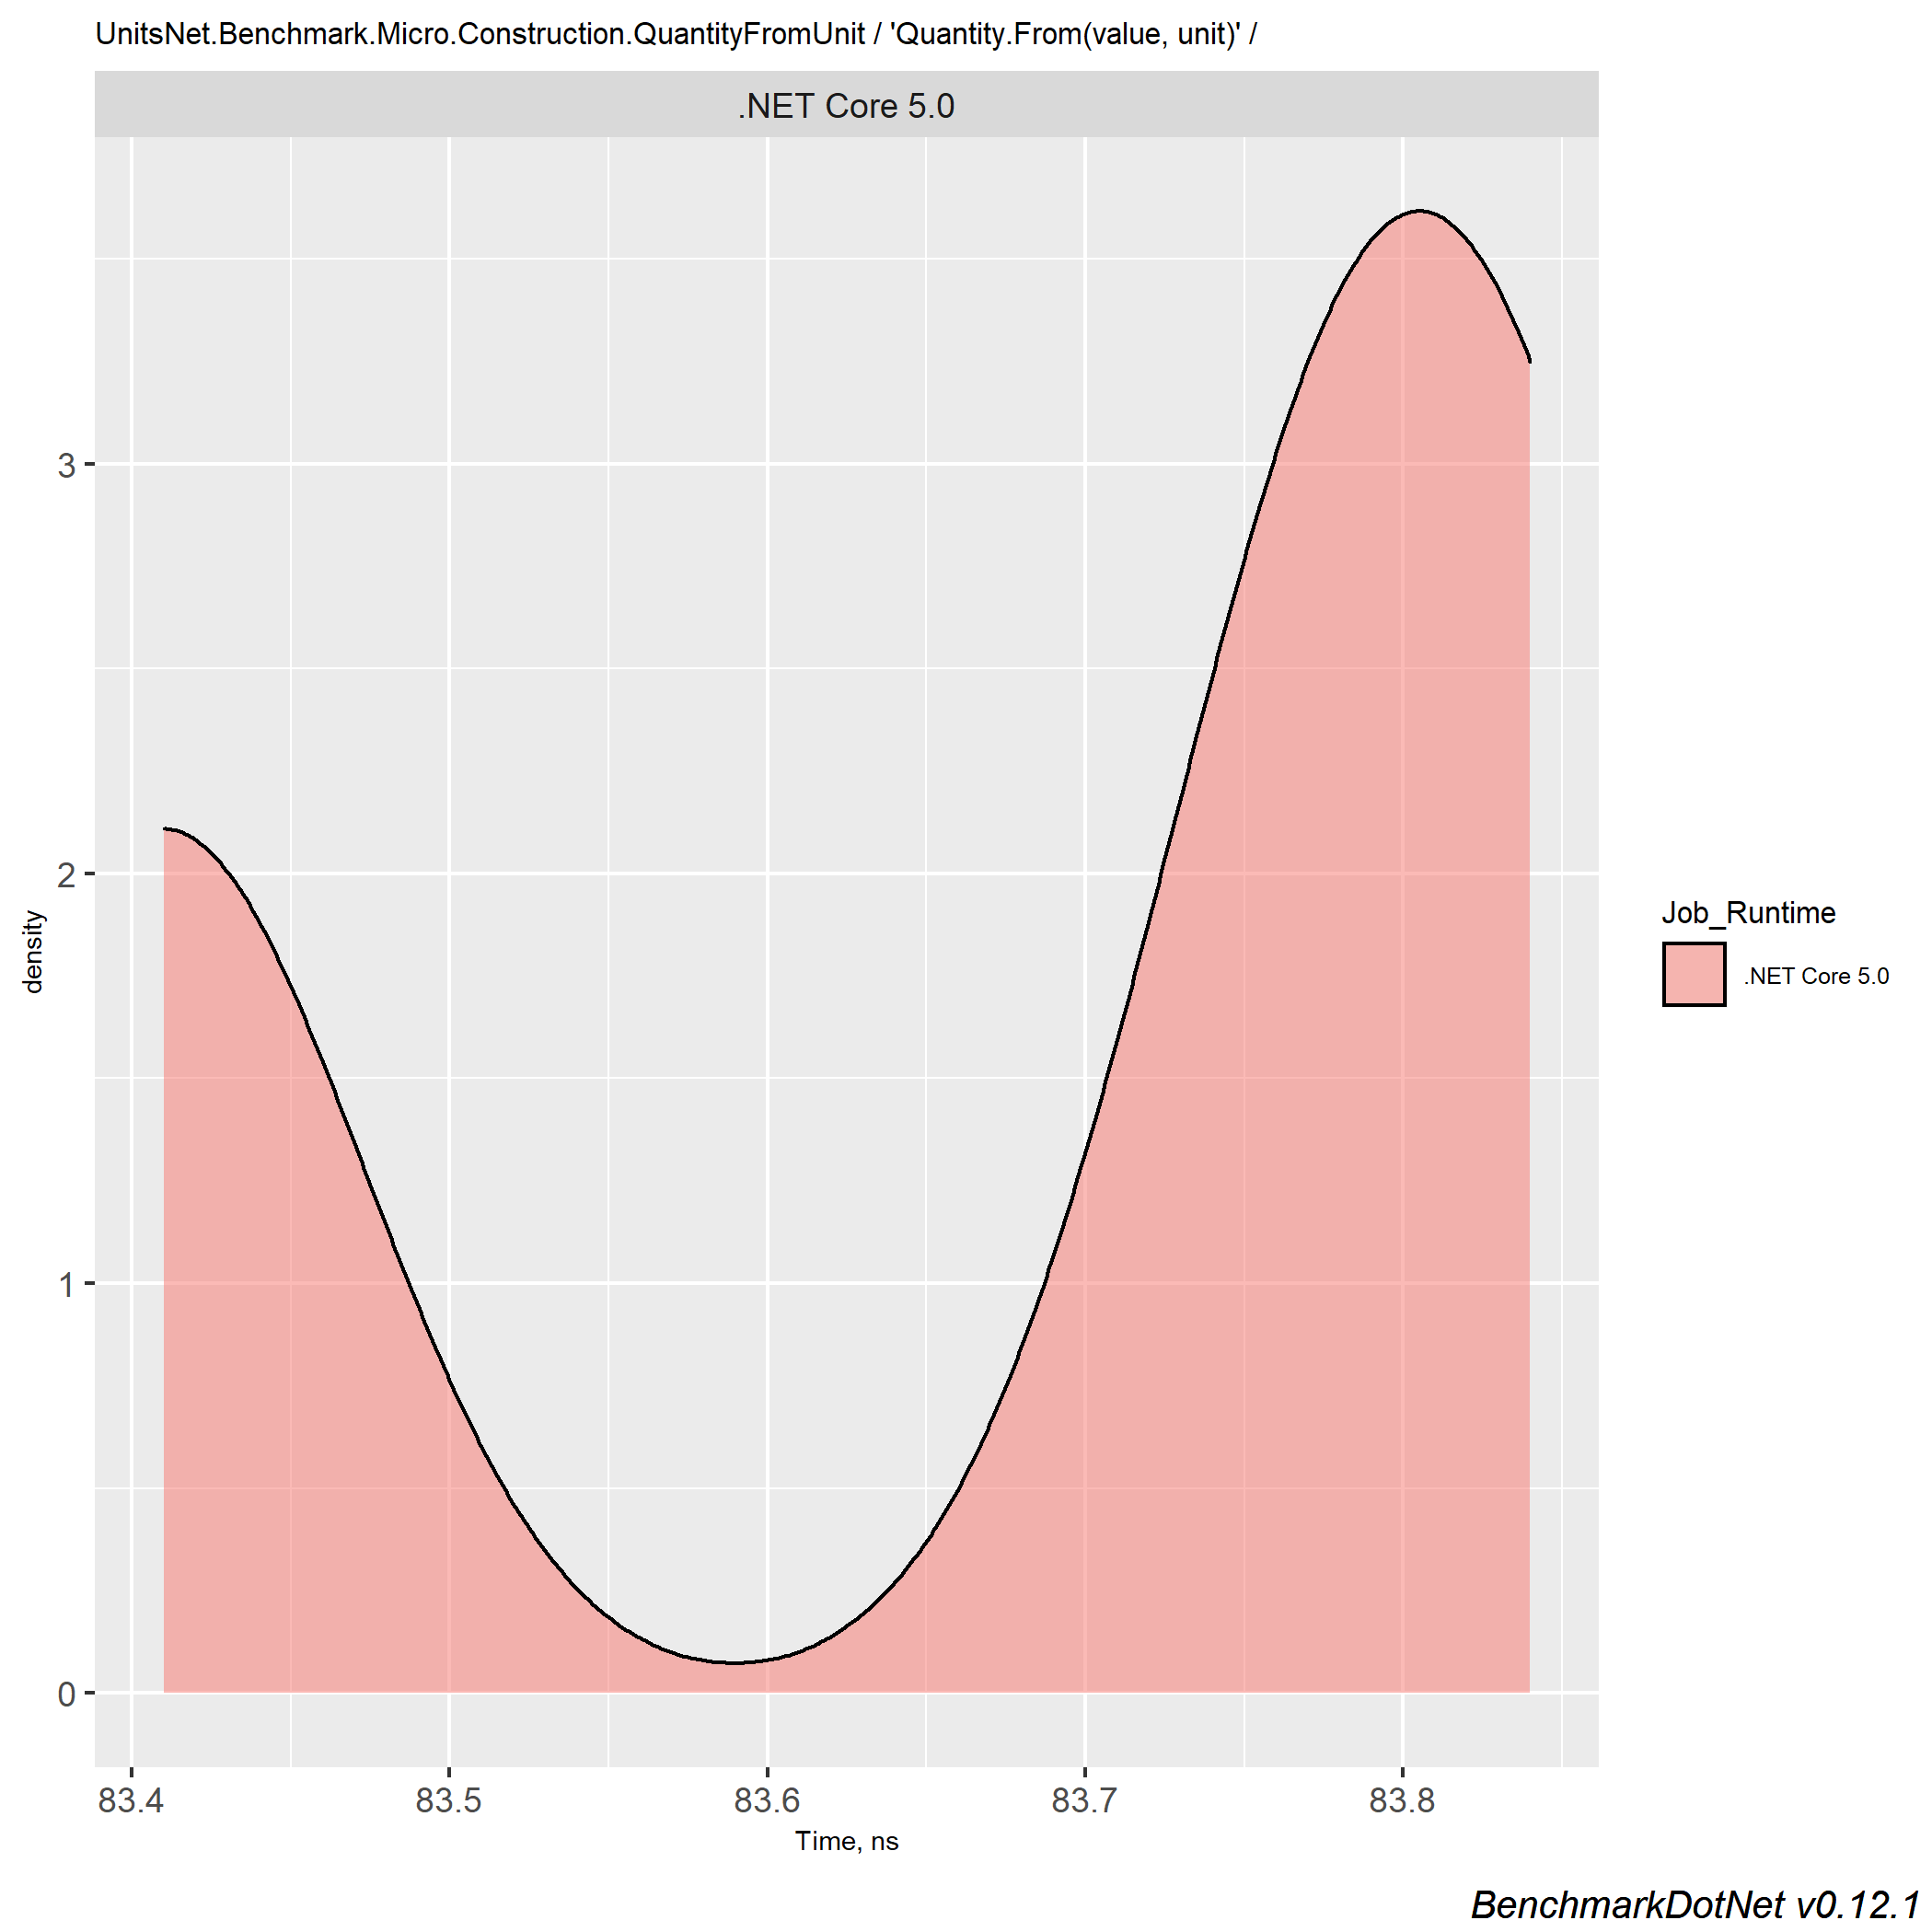 UnitsNet.Benchmark.Micro.Construction.QuantityFromUnit / 'Quantity.From(value, unit)' /
.NET Core 5.0
3
2
1
0
density
83.4 83.5 83.6 83.7 83.8
Time, ns
Job_Runtime
.NET Core 5.0
BenchmarkDotNet v0.12.1